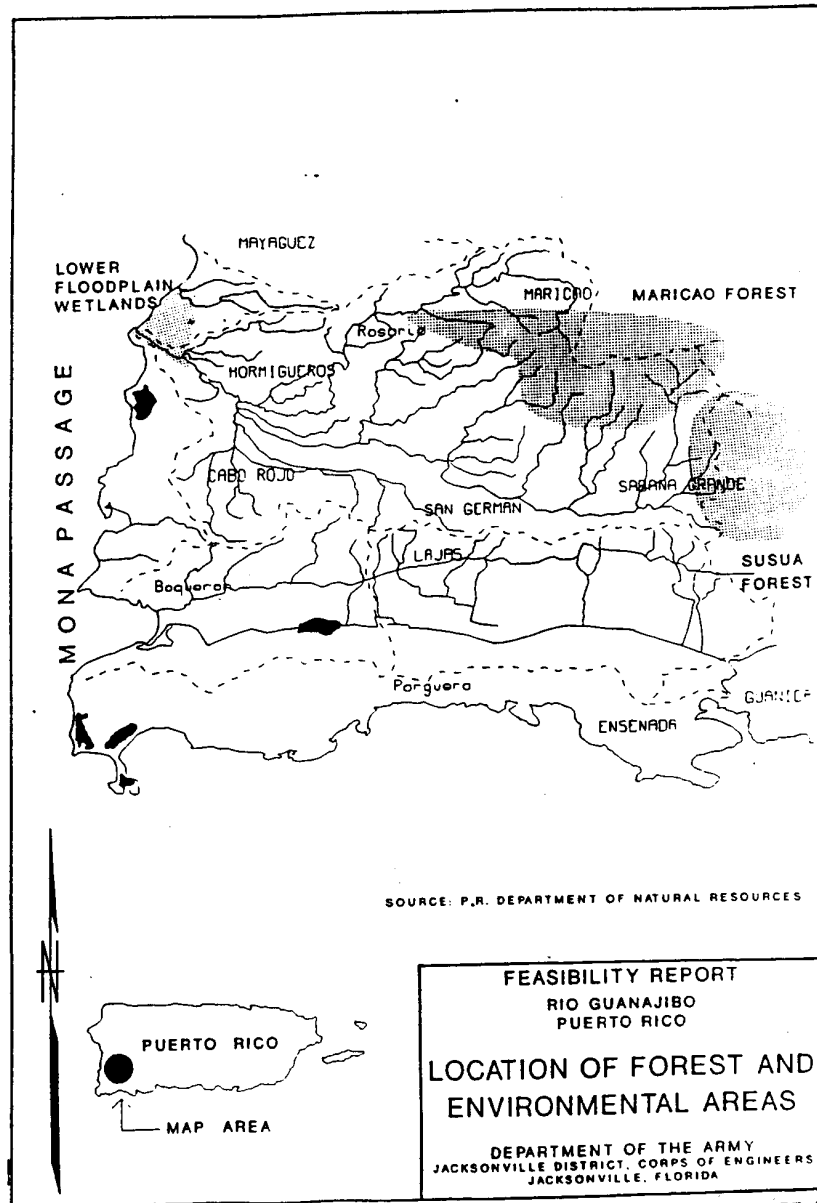 MAYAGUEZ
LOWER
FLOODPLAIN
WETLANDS
MARICAO
MARICAO FOREST
Rosario
HORMIGUEROS
MONA PASSAGE
CABO ROJO
SABANA GRANDE
SAN GERMAN
LAJAS
SUSUA
FOREST
Boqueron
Porguera
GUANICA
ENSENADA
SOURCE: P.R. DEPARTMENT OF NATURAL RESOURCES
N
PUERTO RICO
MAP AREA
FEASIBILITY REPORT
RIO GUANAJIBO
PUERTO RICO
LOCATION OF FOREST AND
ENVIRONMENTAL AREAS
DEPARTMENT OF THE ARMY
JACKSONVILLE DISTRICT, CORPS OF ENGINEERS
JACKSONVILLE, FLORIDA